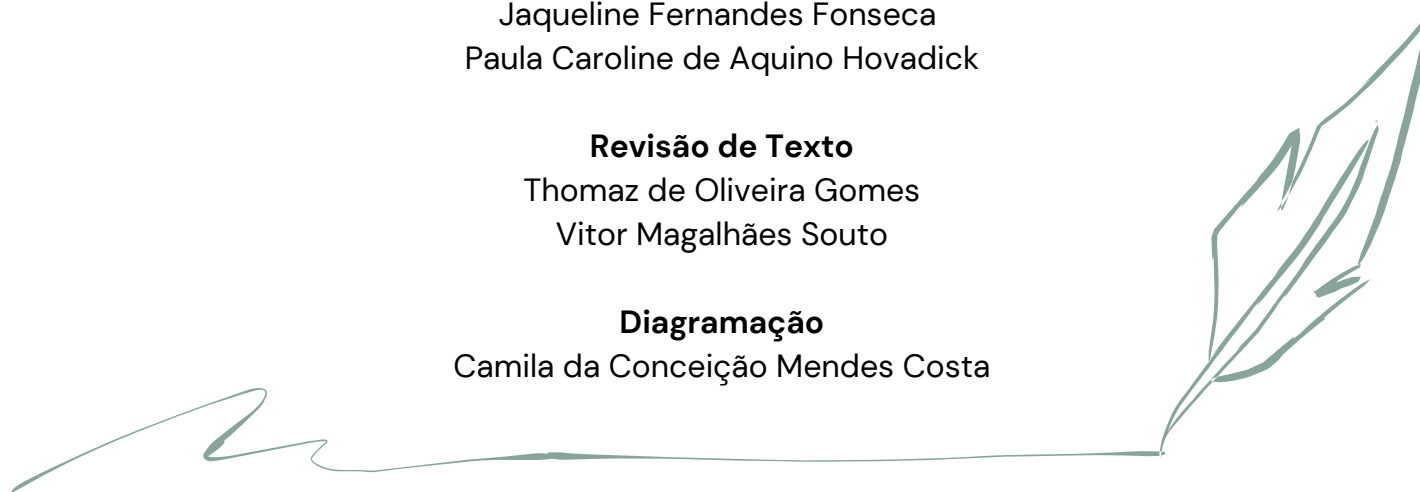 Jaqueline Fernandes Fonseca
Paula Caroline de Aquino Hovadick
Revisão de Texto
Thomaz de Oliveira Gomes
Vitor Magalhães Souto
Diagramação
Camila da Conceição Mendes Costa